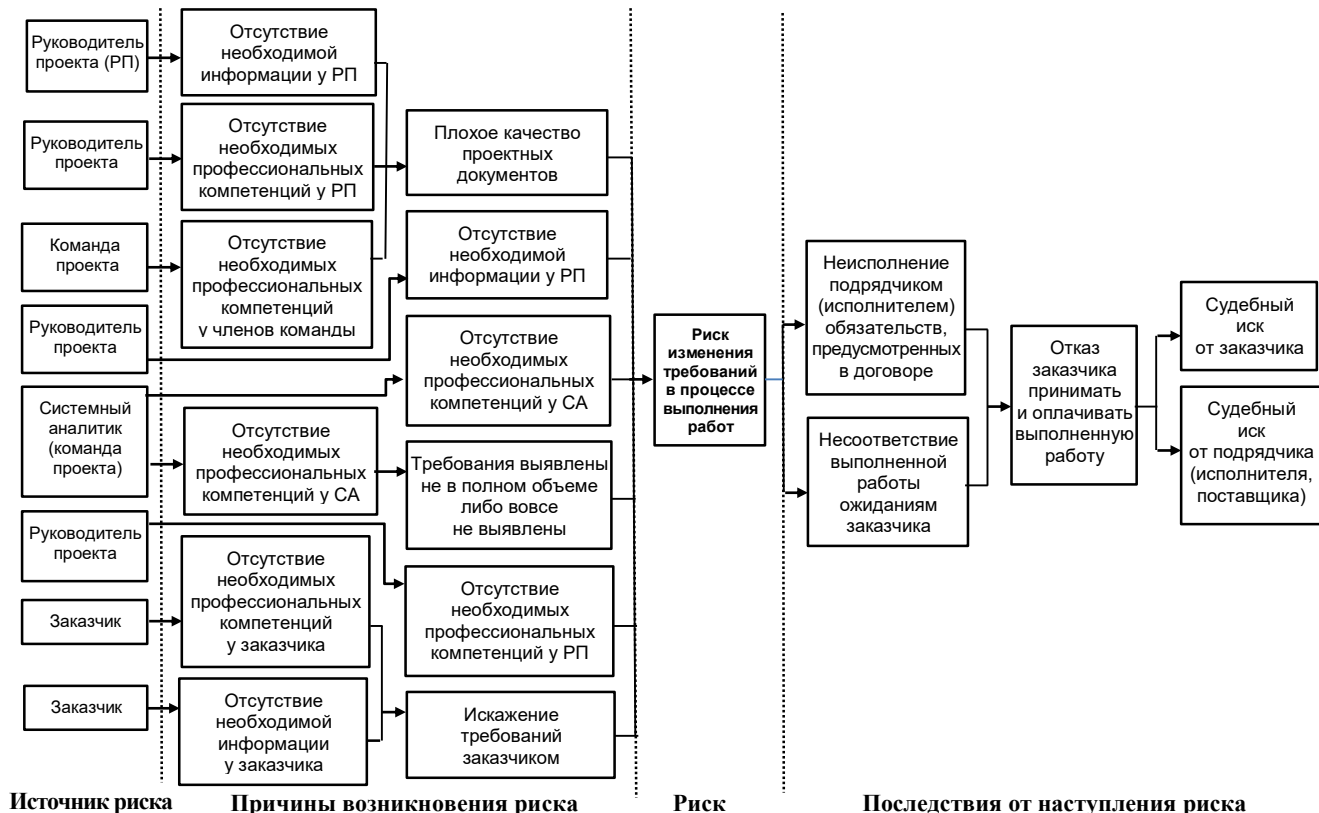 Руководитель
проекта (РП)
Руководитель
проекта
Команда
проекта
Руководитель
проекта
Системный
аналитик
(команда
проекта)
Руководитель
проекта
Заказчик
Заказчик
Отсутствие
необходимой
информации у РП
Отсутствие
необходимых
профессиональных
компетенций у РП
Отсутствие
необходимых
профессиональных
компетенций
у членов команды
Отсутствие
необходимых
профессиональных
компетенций у СА
Отсутствие
необходимых
профессиональных
компетенций
у заказчика
Отсутствие
необходимой
информации
у заказчика
Плохое качество
проектных
документов
Отсутствие
необходимой
информации у РП
Отсутствие
необходимых
профессиональных
компетенций у СА
Требования выявлены
не в полном объеме
либо вовсе
не выявлены
Отсутствие
необходимых
профессиональных
компетенций у РП
Искажение
требований
заказчиком
Риск
изменения
требований
в процессе
выполнения
работ
Неисполнение
подрядчиком
(исполнителем)
обязательств,
предусмотренных
в договоре
Несоответствие
выполненной
работы
ожиданиям
заказчика
Отказ
заказчика
принимать
и оплачивать
выполненную
работу
Судебный
иск
от заказчика
Судебный
иск
от подрядчика
(исполнителя,
поставщика)
Источник риска
Причины возникновения риска
Риск
Последствия от наступления риска